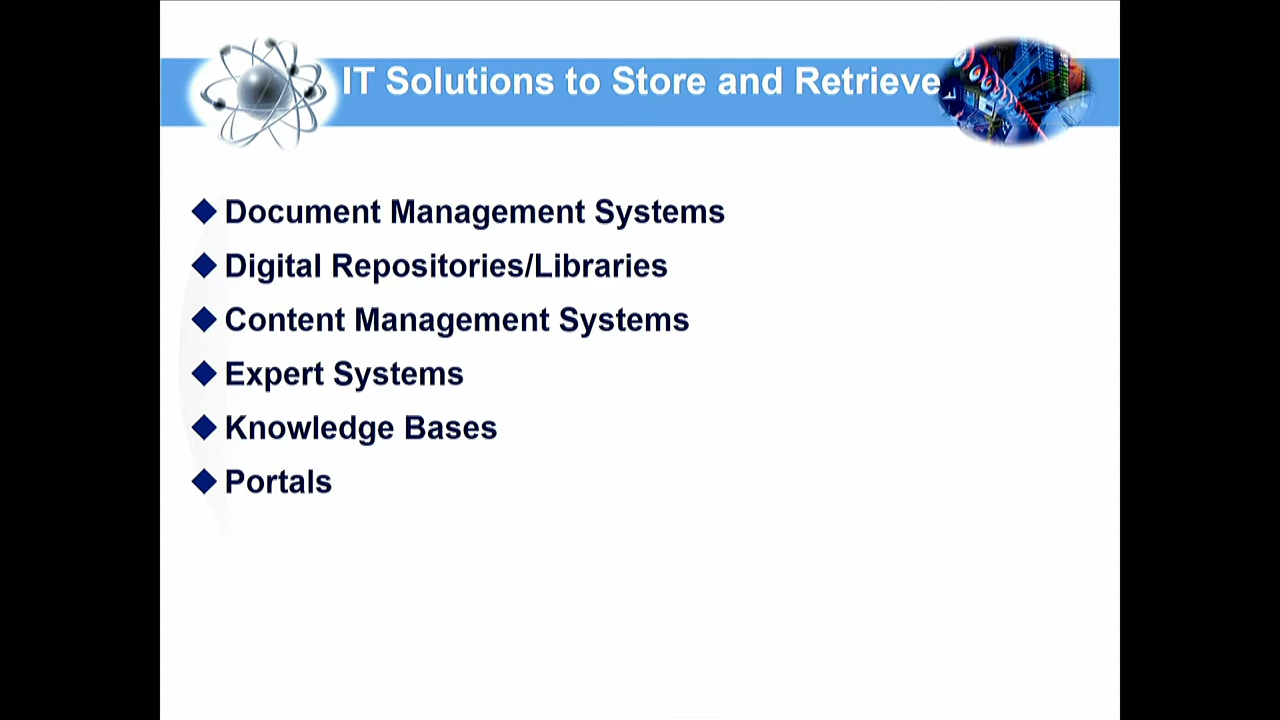 IT Solutions to Store and Retrieve
Document Management Systems
Digital Repositories/Libraries
Content Management Systems
Expert Systems
Knowledge Bases
Portals